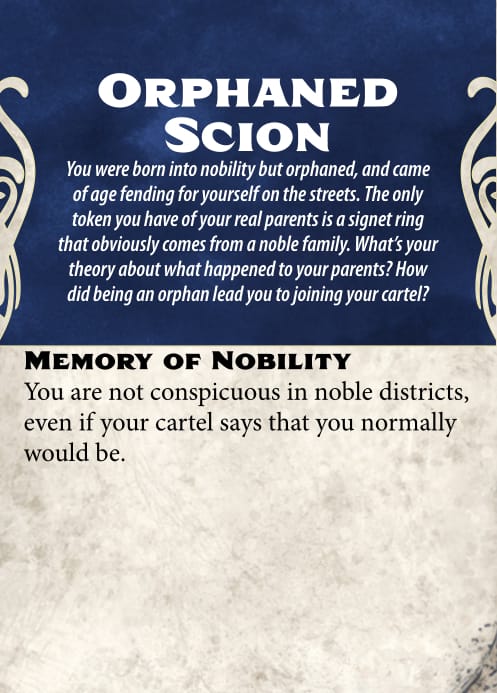 Orphaned
Scion
You were born into nobility but orphaned, and came
of age fending for yourself on the streets. The only
token you have of your real parents is a signet ring
that obviously comes from a noble family. What’s your
theory about what happened to your parents? How
did being an orphan lead you to joining your cartel?
Memory of Nobility
You are not conspicuous in noble districts,
even if your cartel says that you normally
would be.